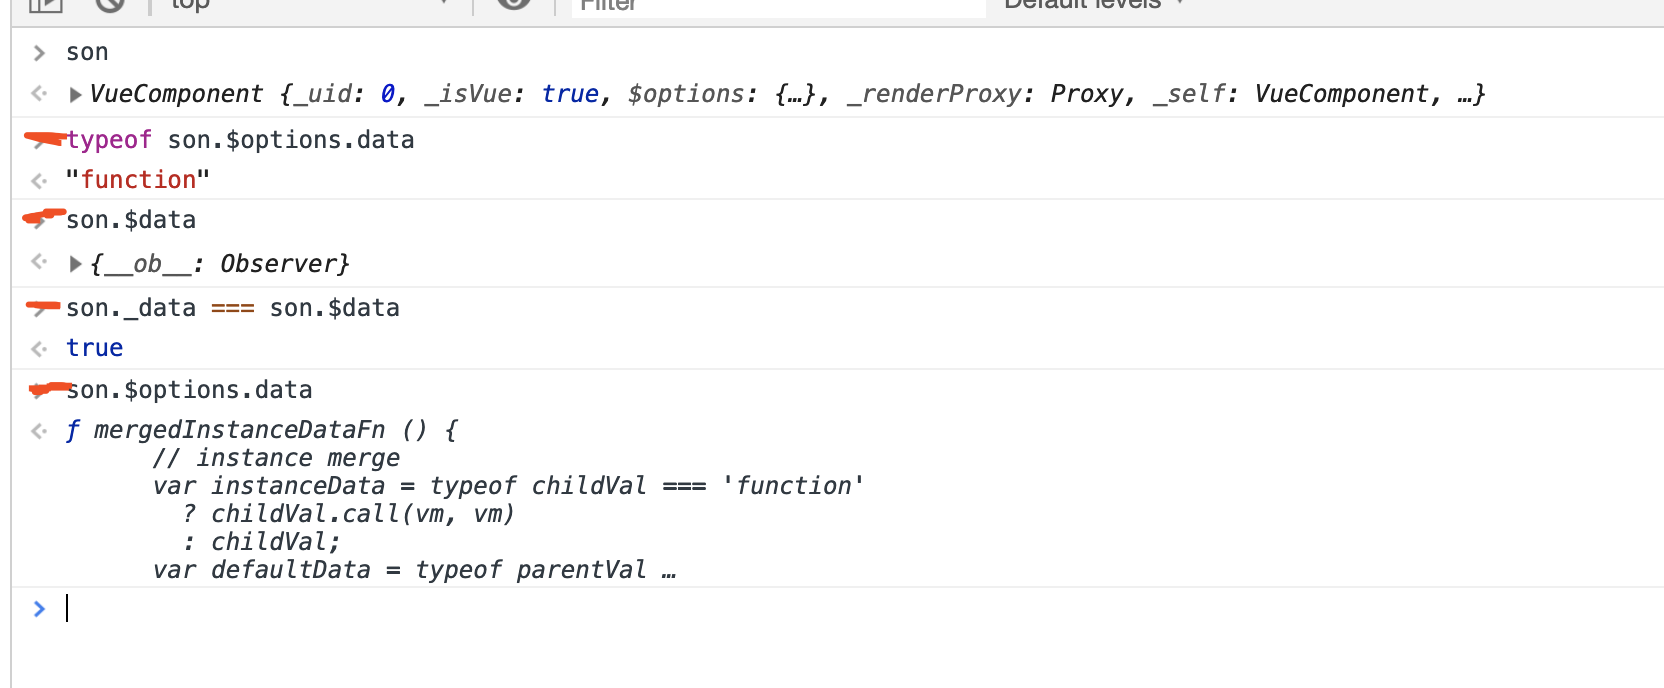 top Filter Default levels
son
VueComponent {_uid: 0, _isVue: true, $options: {…}, _renderProxy: Proxy, _self: VueComponent, …}
typeof son.$options.data
"function"
son.$data
{__ob__: Observer}
son._data === son.$data
true
son.$options.data
ƒ mergedInstanceDataFn () {
// instance merge
var instanceData = typeof childVal === 'function'
? childVal.call(vm, vm)
: childVal;
var defaultData = typeof parentVal …